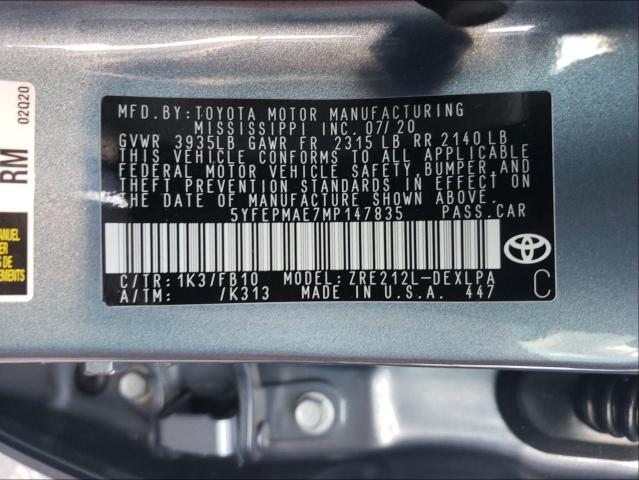 MFD.BY:TOYOTA MOTOR MANUFACTURING
MISSISSIPPI INC. 07/20
GVWR 3935LB GAWR FR 2315 LB RR 2140 LB
THIS VEHICLE CONFORMS TO ALL APPLICABLE
FEDERAL MOTOR VEHICLE SAFETY,BUMPER,AND
THEFT PREVENTION STANDARDS IN EFFECT ON
THE DATE OF MANUFACTURE SHOWN ABOVE.
5YFEPMAE7MP147835 PASS.CAR
C/TR:1K3/FB10 MODEL:ZRE212L-DEXLPA
A/TM: /K313 MADE IN U.S.A. 447
C
02Q20
RM